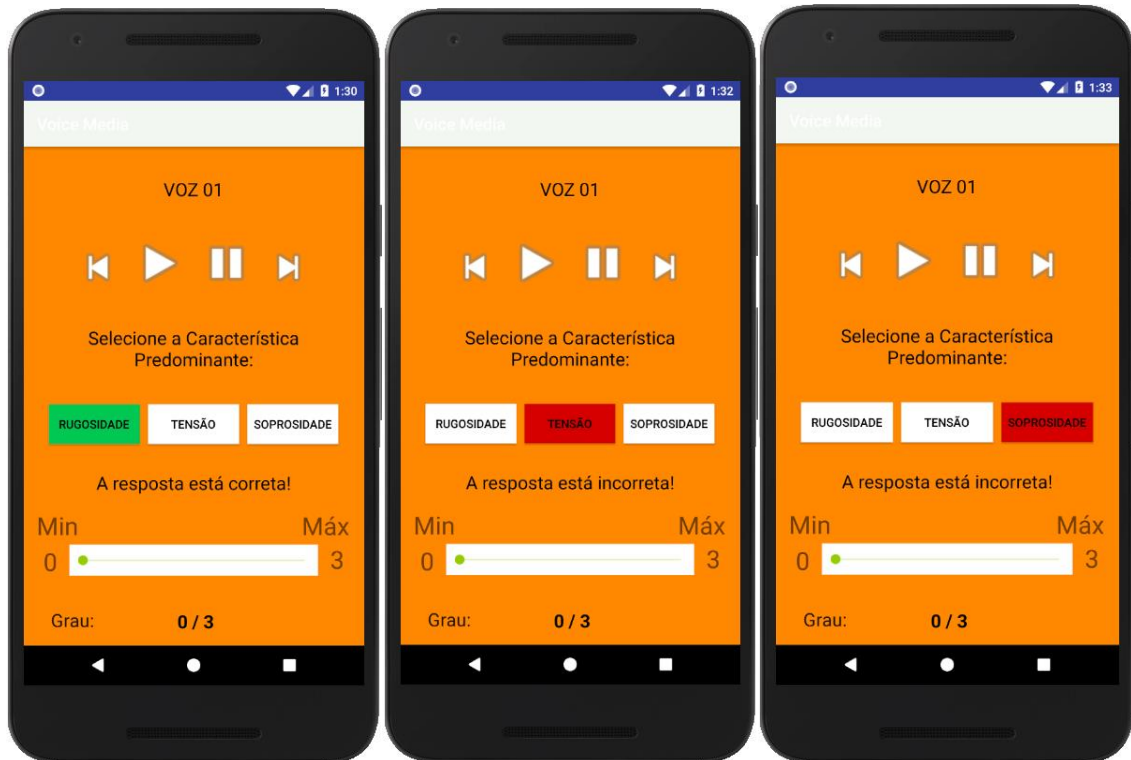 1:30
Voice Media
VOZ 01
Selecione a Característica
Predominante:
RUGOSIDADE TENSÃO SOPROSIDADE
A resposta está correta!
Min Máx
0 3
Grau: 0 / 3
1:32
Voice Media
VOZ 01
Selecione a Característica
Predominante:
RUGOSIDADE TENSÃO SOPROSIDADE
A resposta está incorreta!
Min Máx
0 3
Grau: 0 / 3
1:33
Voice Media
VOZ 01
Selecione a Característica
Predominante:
RUGOSIDADE TENSÃO SOPROSIDADE
A resposta está incorreta!
Min Máx
0 3
Grau: 0 / 3